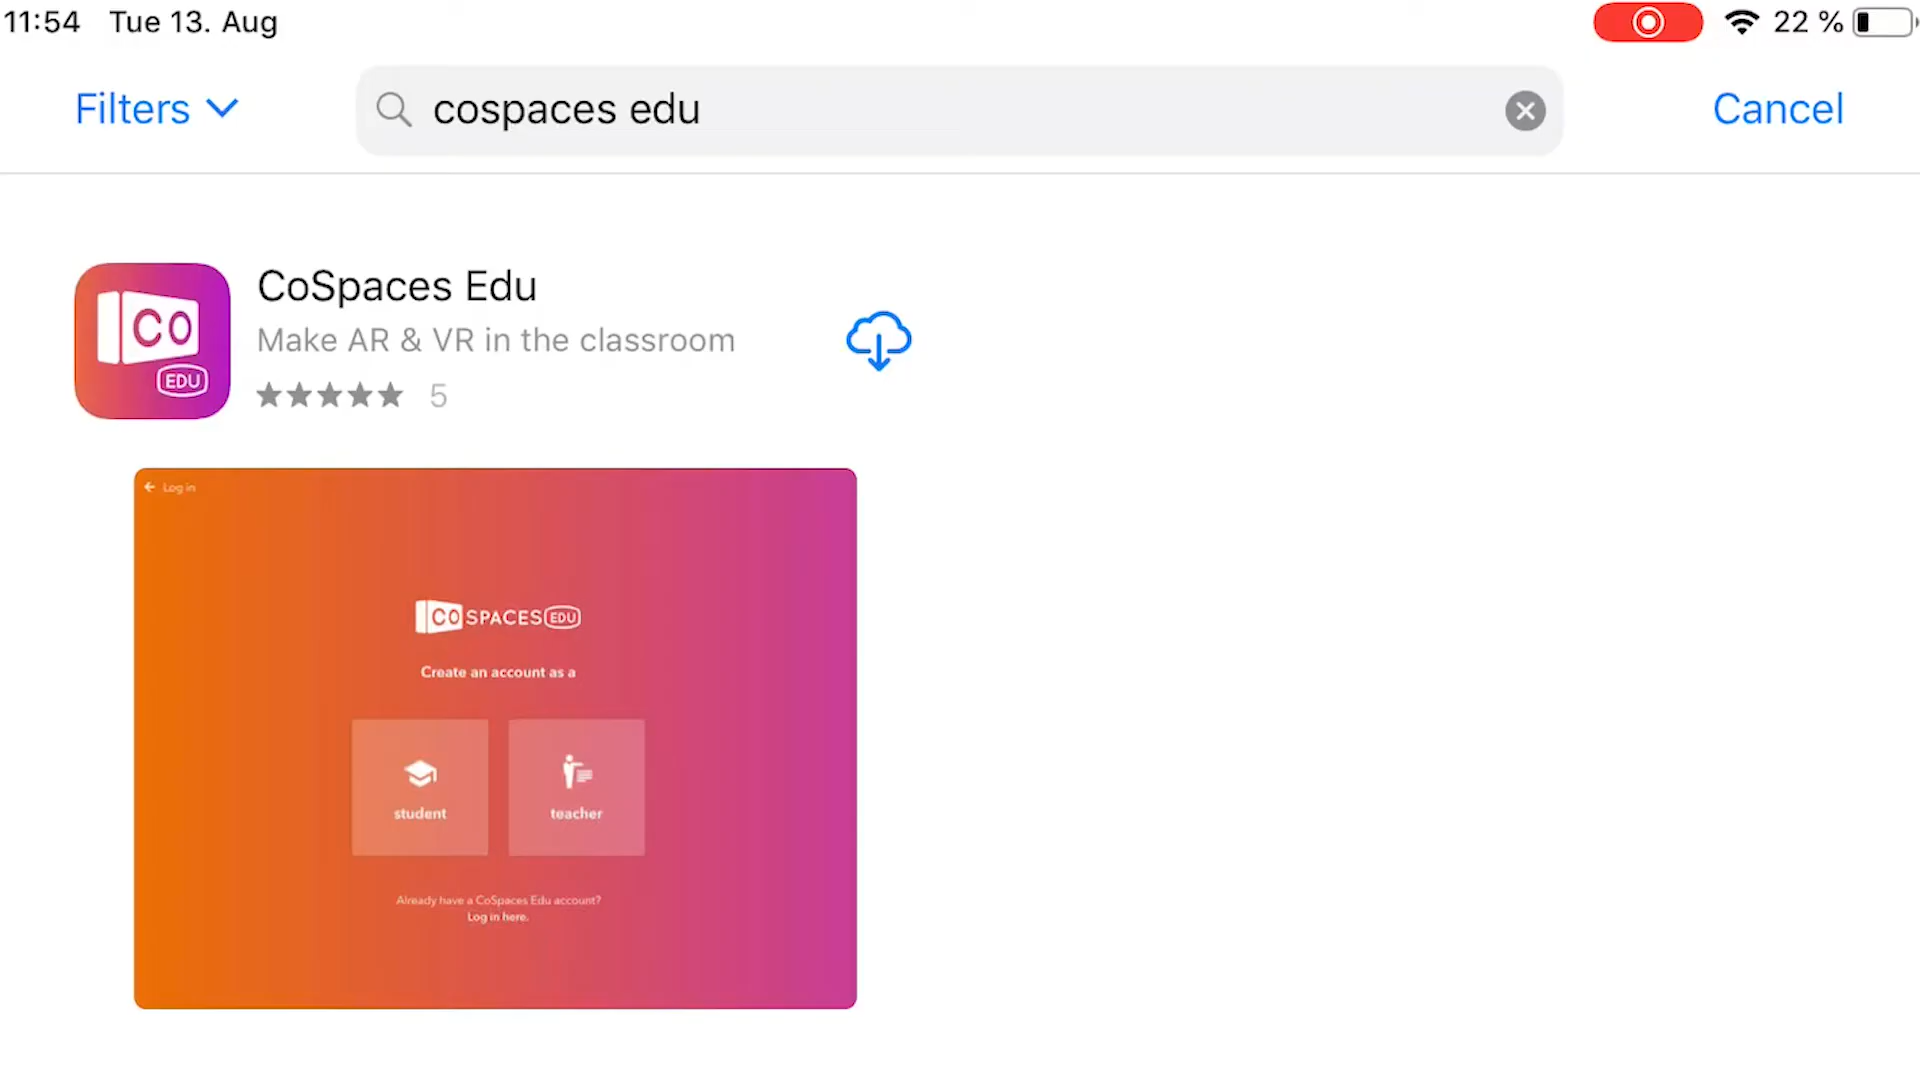 11:54 Tue 13. Aug 22 %
Filters cospaces edu Cancel
CoSpaces Edu
Make AR & VR in the classroom
5
CO
EDU
Log in
CO SPACES EDU
Create an account as a
student teacher
Already have a CoSpaces Edu account?
Log in here.